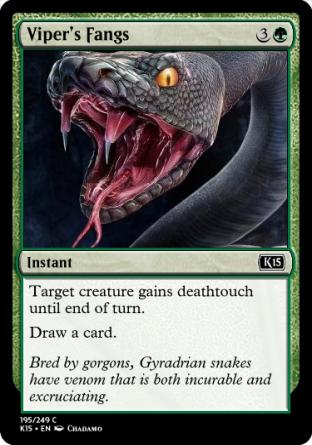 Viper's Fangs 3
Instant K15
Target creature gains deathtouch
until end of turn.
Draw a card.
Bred by gorgons, Gyradrian snakes
have venom that is both incurable and
excruciating.
195/249 C
K15 • EN CHADAMO